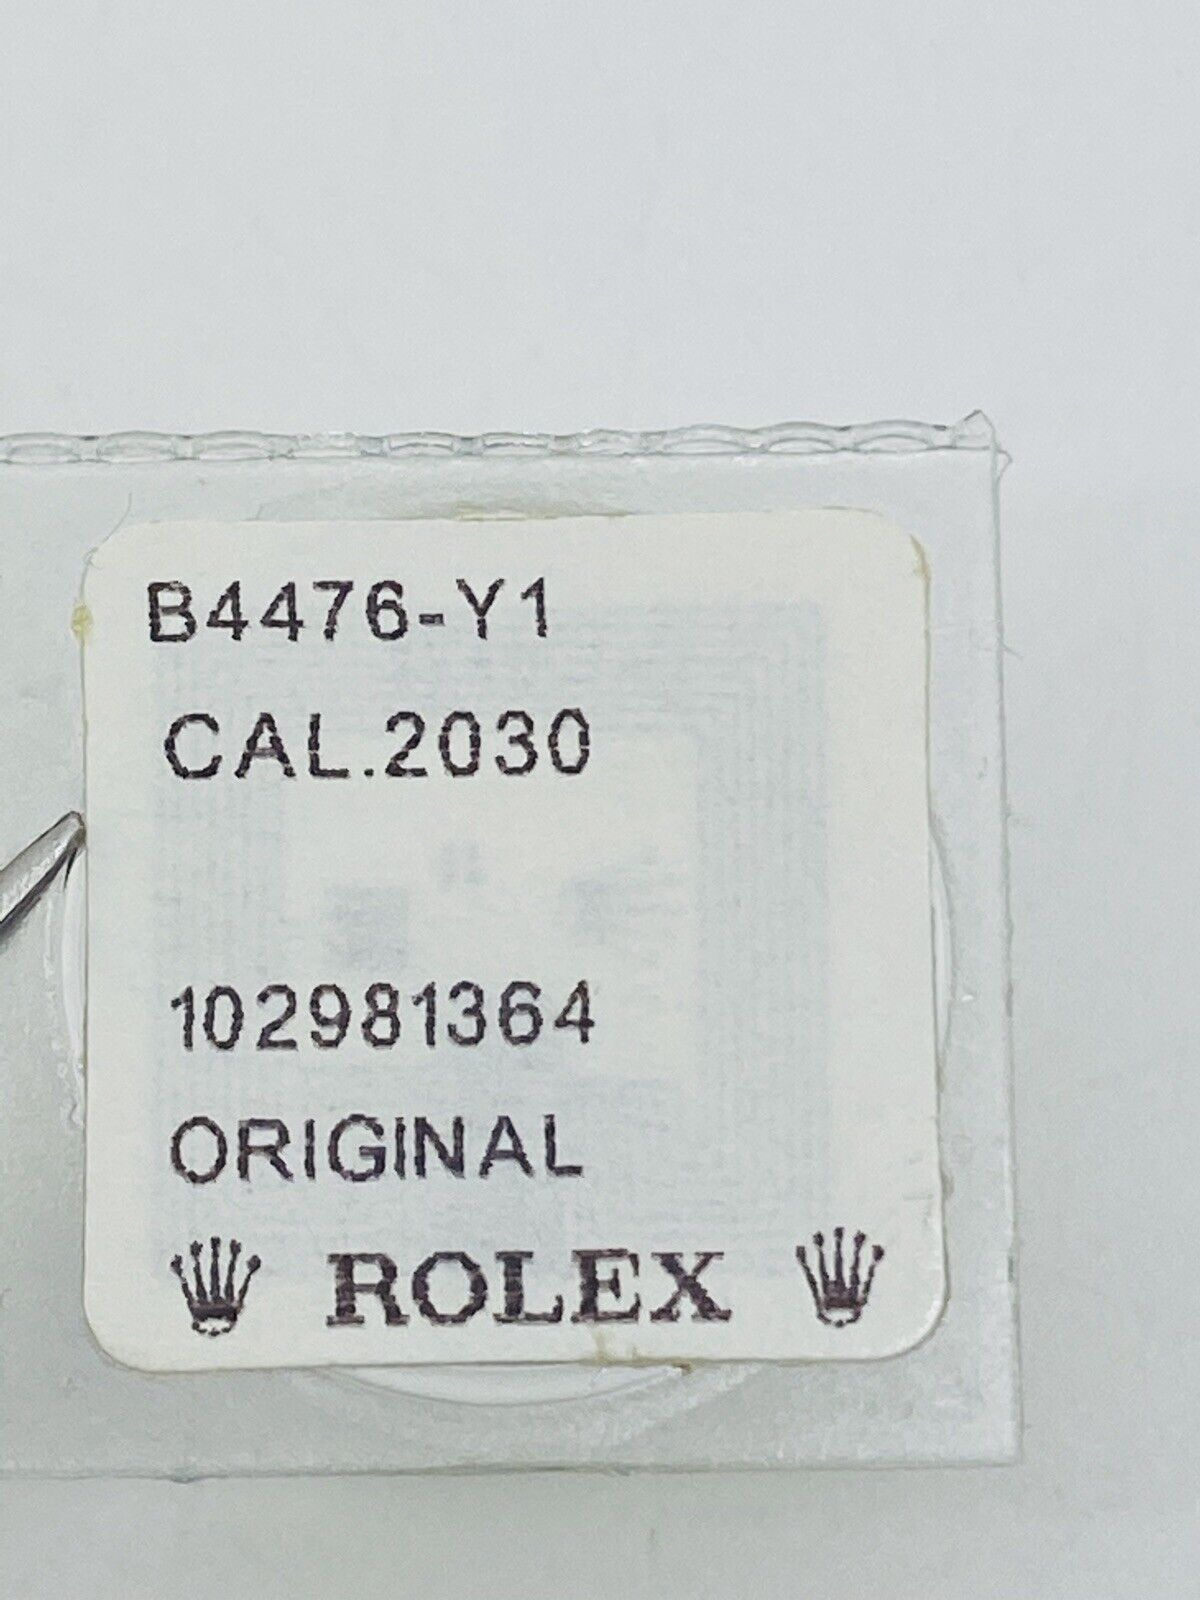 B4476-Y1
CAL.2030
102981364
ORIGINAL
ROLEX